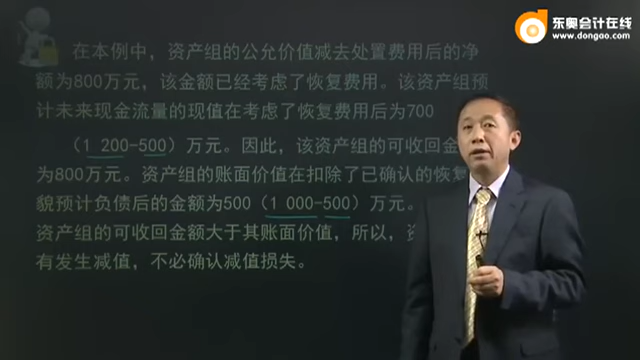 东奥会计在线
www.dongao.com
在本例中，资产组的公允价值减去处置费用后的净
额为800万元，该金额已经考虑了恢复费用。该资产组预
计未来现金流量的现值在考虑了恢复费用后为700
（1 200-500）万元。因此，该资产组的可收回金
为800万元。资产组的账面价值在扣除了已确认的恢复
貌预计负债后的金额为500（1 000-500）万元。
资产组的可收回金额大于其账面价值，所以，
有发生减值，不必确认减值损失。